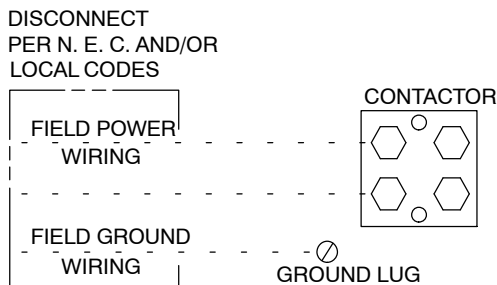 DISCONNECT
PER N. E. C. AND/OR
LOCAL CODES
CONTACTOR
FIELD POWER
WIRING
FIELD GROUND
WIRING
GROUND LUG